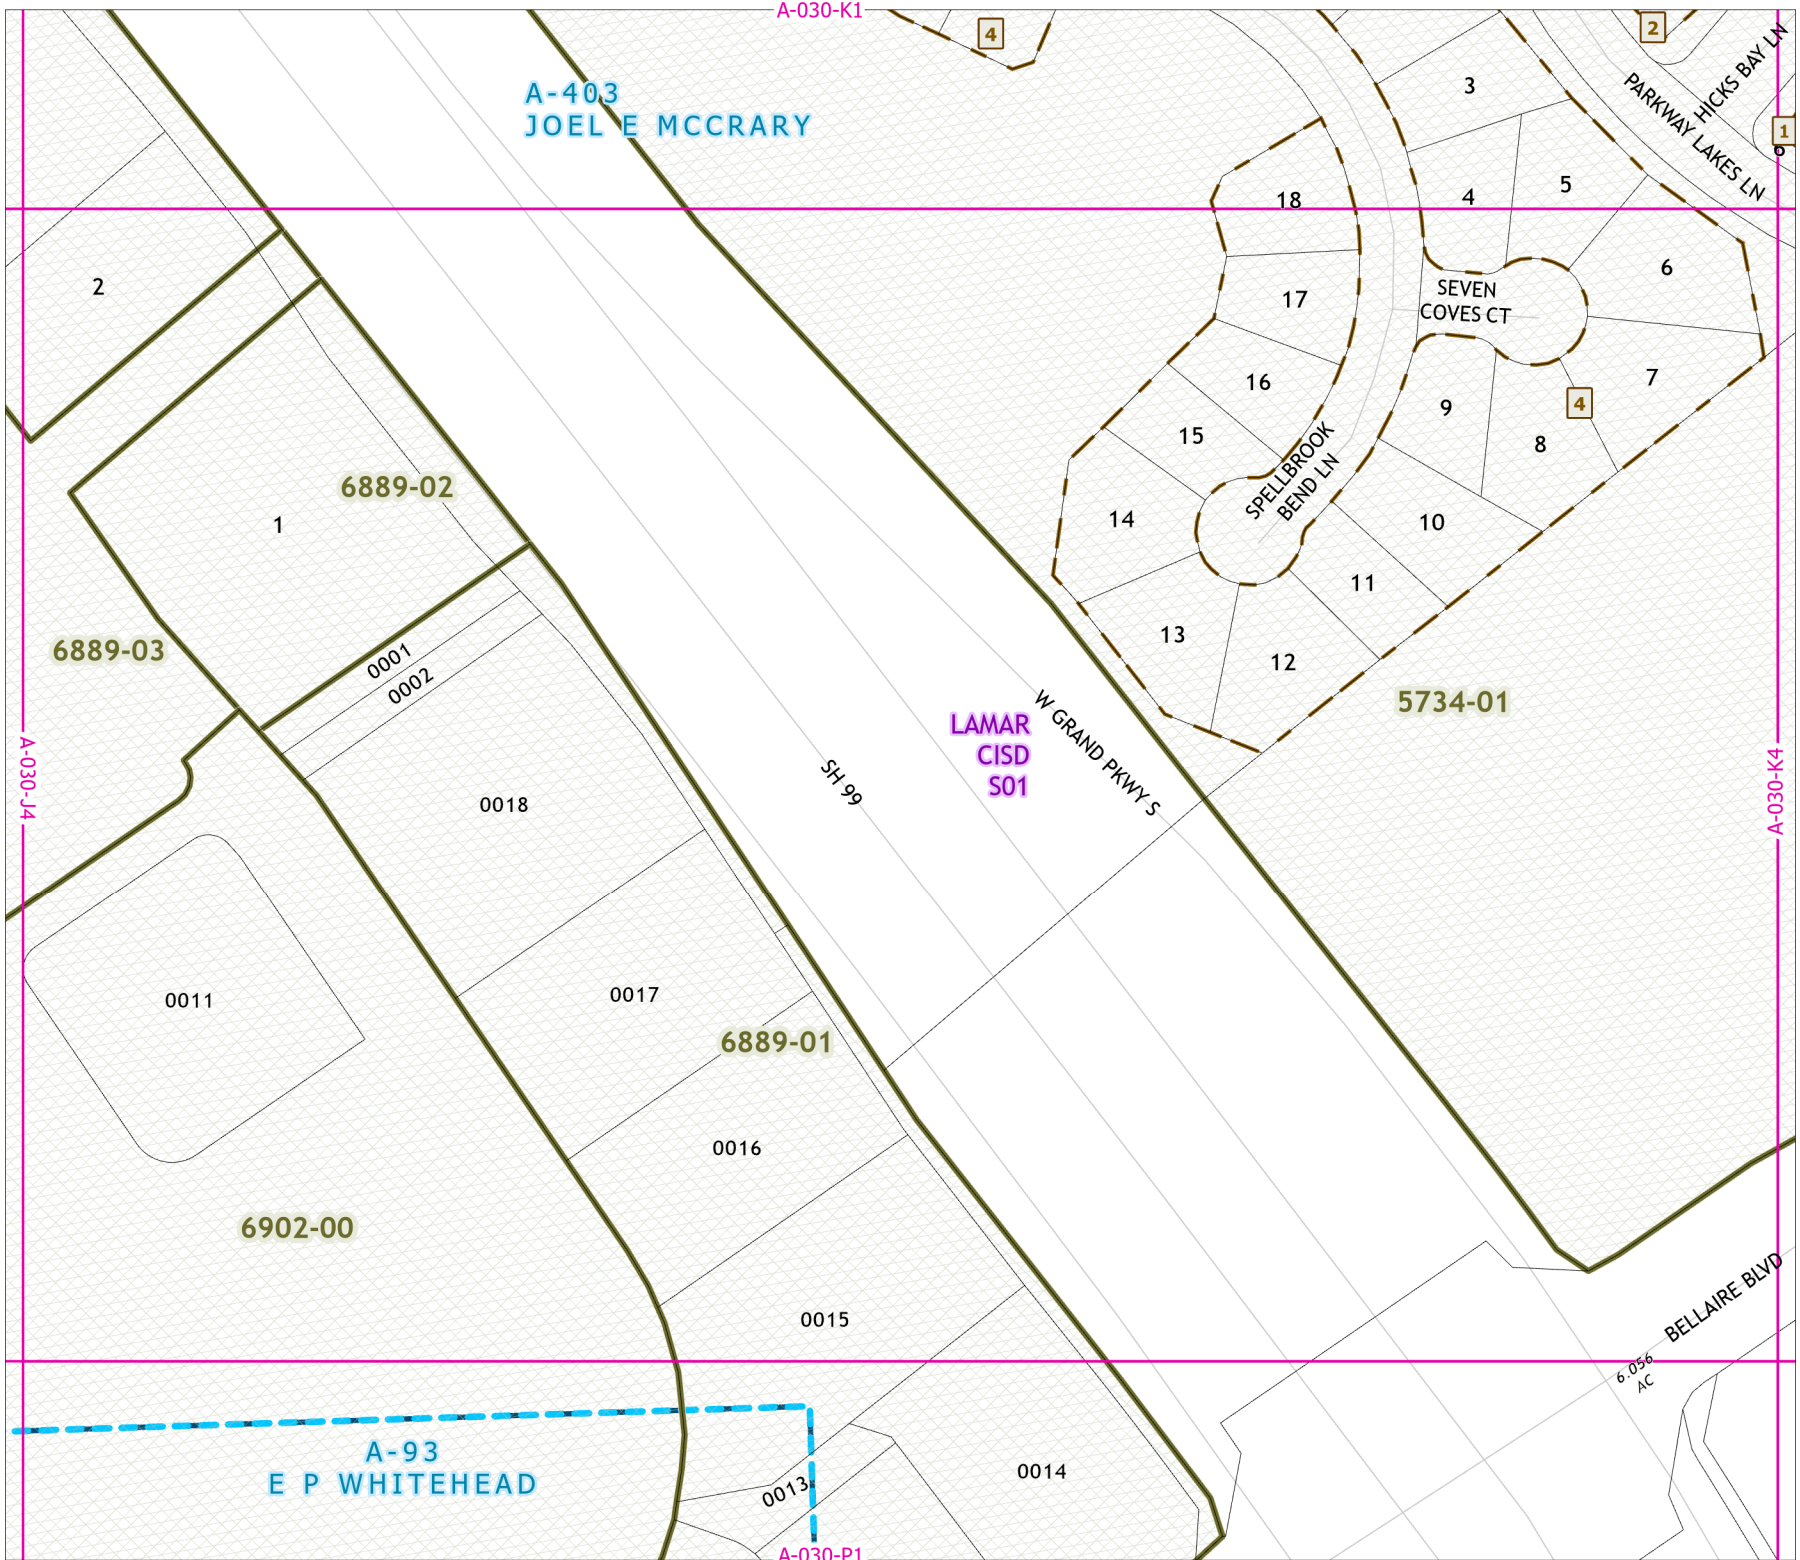 A-030-K1
4
2
HICKS BAY LN
A-403
JOEL E MCCRARY
3
PARKWAY LAKES LN
1
6
18
4
5
2
17
SEVEN
COVES CT
6
16
7
9
4
15
8
SPELLBROOK
BEND LN
6889-02
1
14
10
11
6889-03
0001
0002
13
12
5734-01
LAMAR
CISD
S01
W GRAND PKWY S
SH 99
A-030-J4
A-030-K4
0018
0011
0017
6889-01
0016
6902-00
0015
BELLAIRE BLVD
6.056
AC
A-93
E P WHITEHEAD
0014
0013
A-030-P1